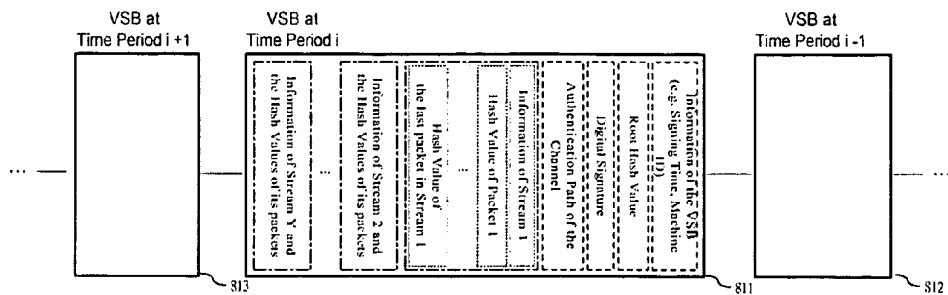 VSB at
Time Period i +1
VSB at
Time Period i
VSB at
Time Period i -1
Information of Stream Y and
the Hash Values of its packets
...
Information of Stream 2 and
the Hash Values of its packets
Hash Value of
the last packet in Stream 1
...
Hash Value of Packet 1
Information of Stream 1
Authentication Path of the
Channel
Digital Signature
Root Hash Value
Information of the VSB
(e.g. Signing Time, Machine
ID)
...
...
813
811
812